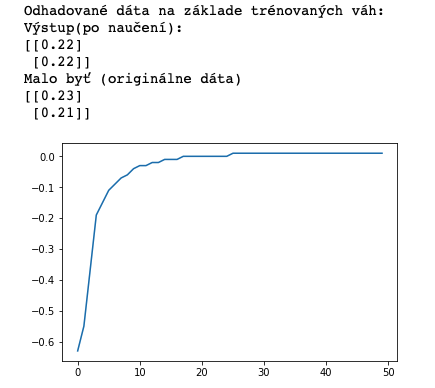 Odhadované dáta na základe trénovaných váh:
Výstup(po naučení):
[[0.22]
 [0.22]]
Malo byť (originálne dáta)
[[0.23]
 [0.21]]
0.0
−0.1
−0.2
−0.3
−0.4
−0.5
−0.6
0 10 20 30 40 50